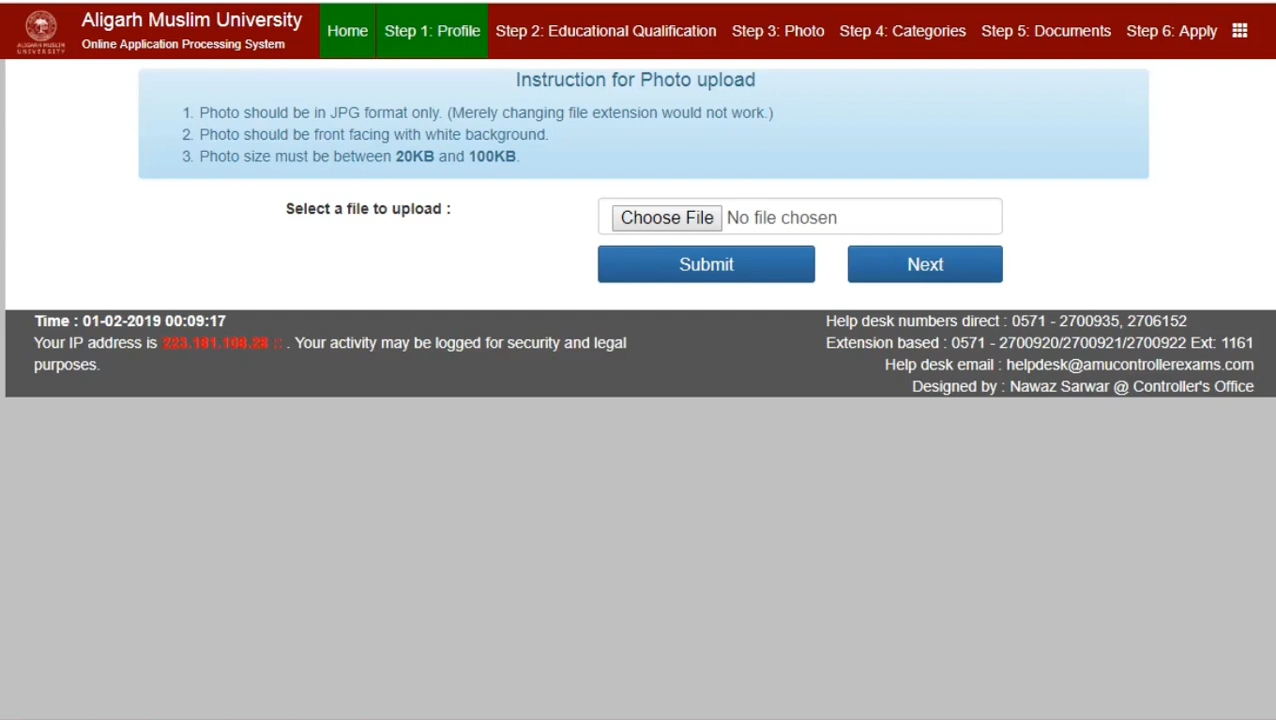 Aligarh Muslim University
Online Application Processing System
ALIGARH MUSLIM
UNIVERSITY
Home Step 1: Profile Step 2: Educational Qualification Step 3: Photo Step 4: Categories Step 5: Documents Step 6: Apply
Instruction for Photo upload
1. Photo should be in JPG format only. (Merely changing file extension would not work.)
2. Photo should be front facing with white background.
3. Photo size must be between 20KB and 100KB.
Select a file to upload :
Choose File No file chosen
Submit Next
Time : 01-02-2019 00:09:17
Your IP address is :: . Your activity may be logged for security and legal
purposes.
Help desk numbers direct : 0571 - 2700935, 2706152
Extension based : 0571 - 2700920/2700921/2700922 Ext: 1161
Help desk email : helpdesk@amucontrollerexams.com
Designed by : Nawaz Sarwar @ Controller's Office